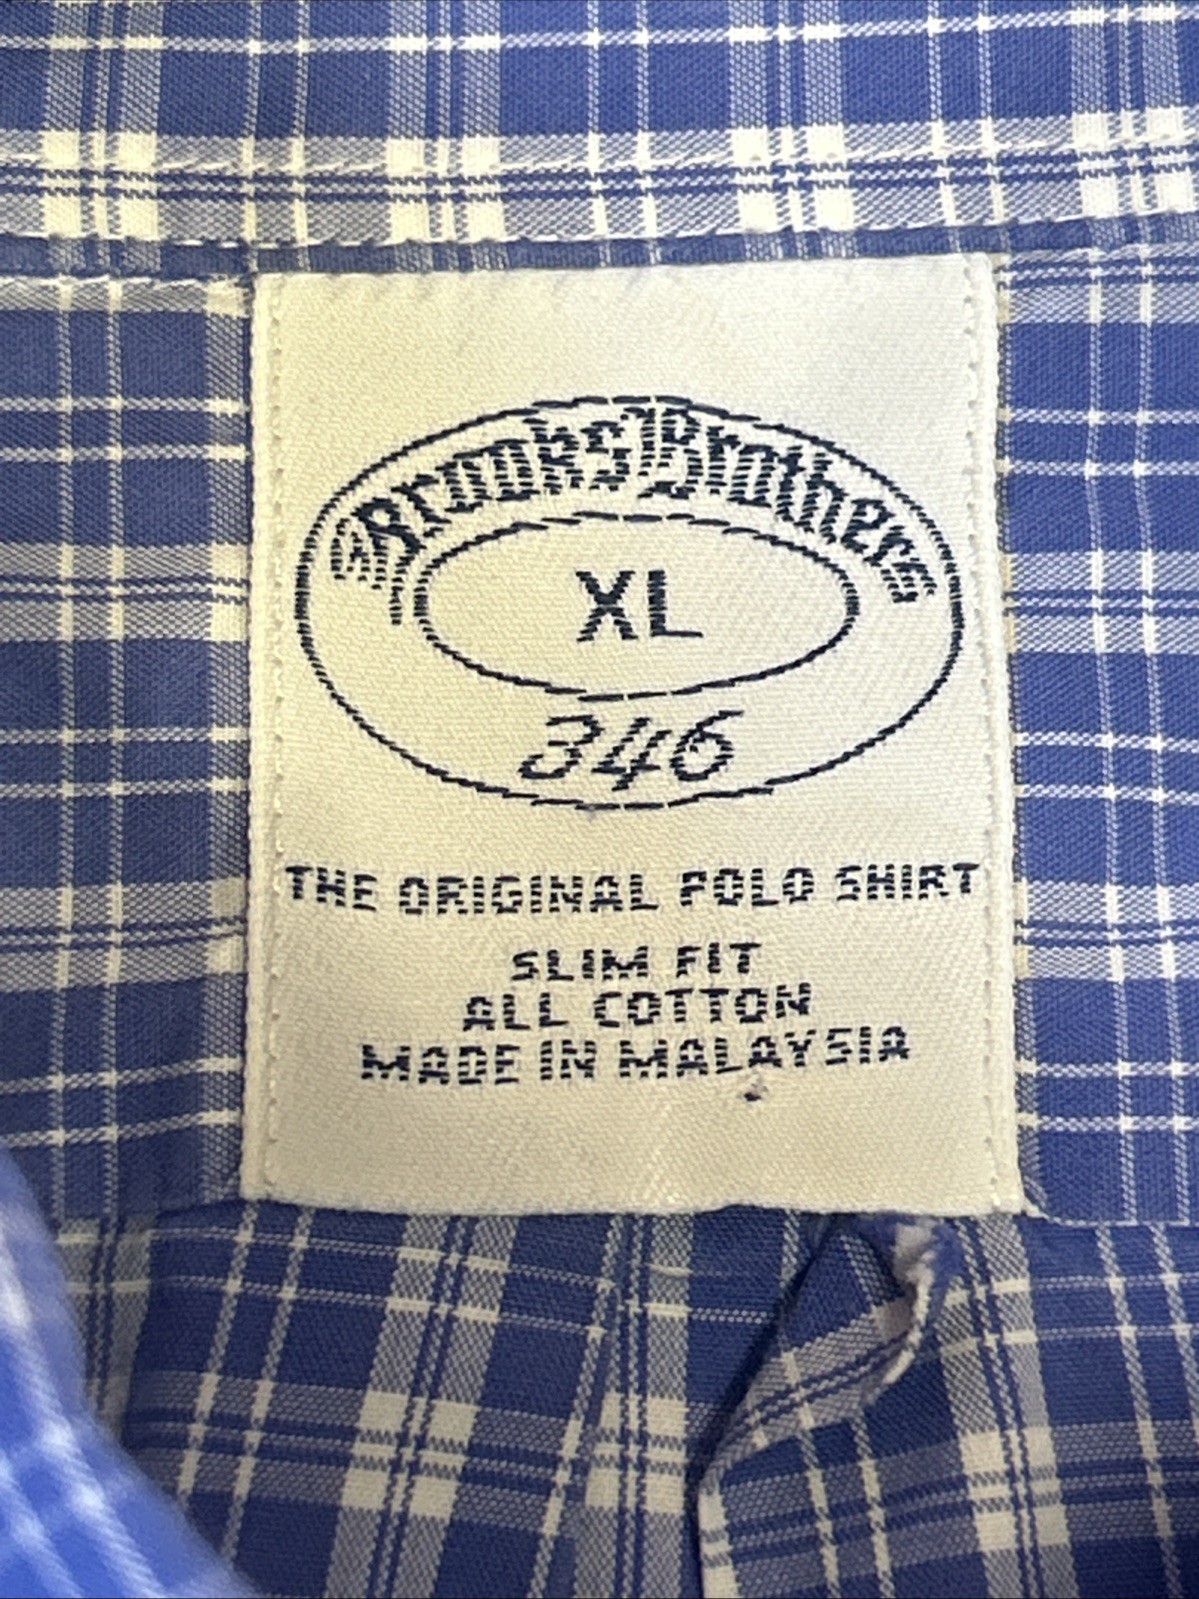 Brooks Brothers
XL
346
THE ORIGINAL POLO SHIRT
SLIM FIT
ALL COTTON
MADE IN MALAYSIA